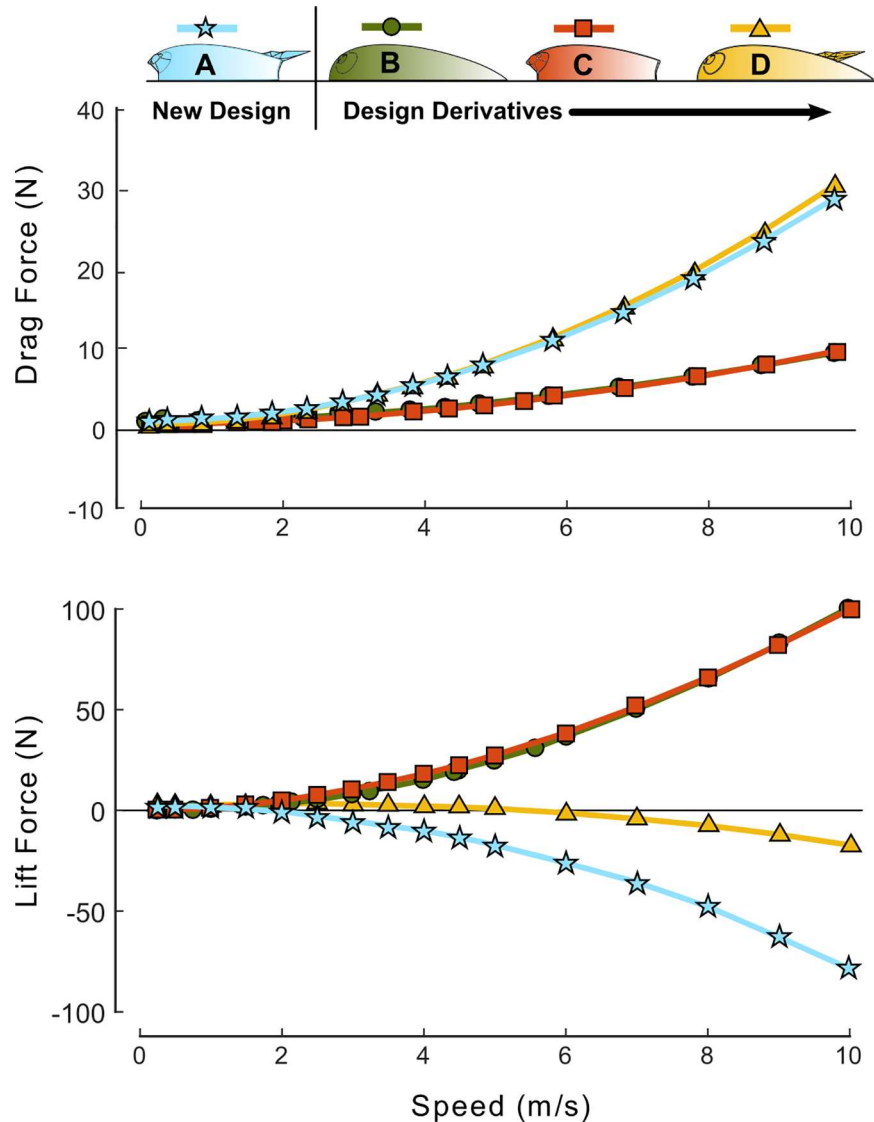 A B C D
New Design Design Derivatives
40
30
20
10
0
-10
Drag Force (N)
0 2 4 6 8 10
100
50
0
-50
-100
Lift Force (N)
0 2 4 6 8 10
Speed (m/s)